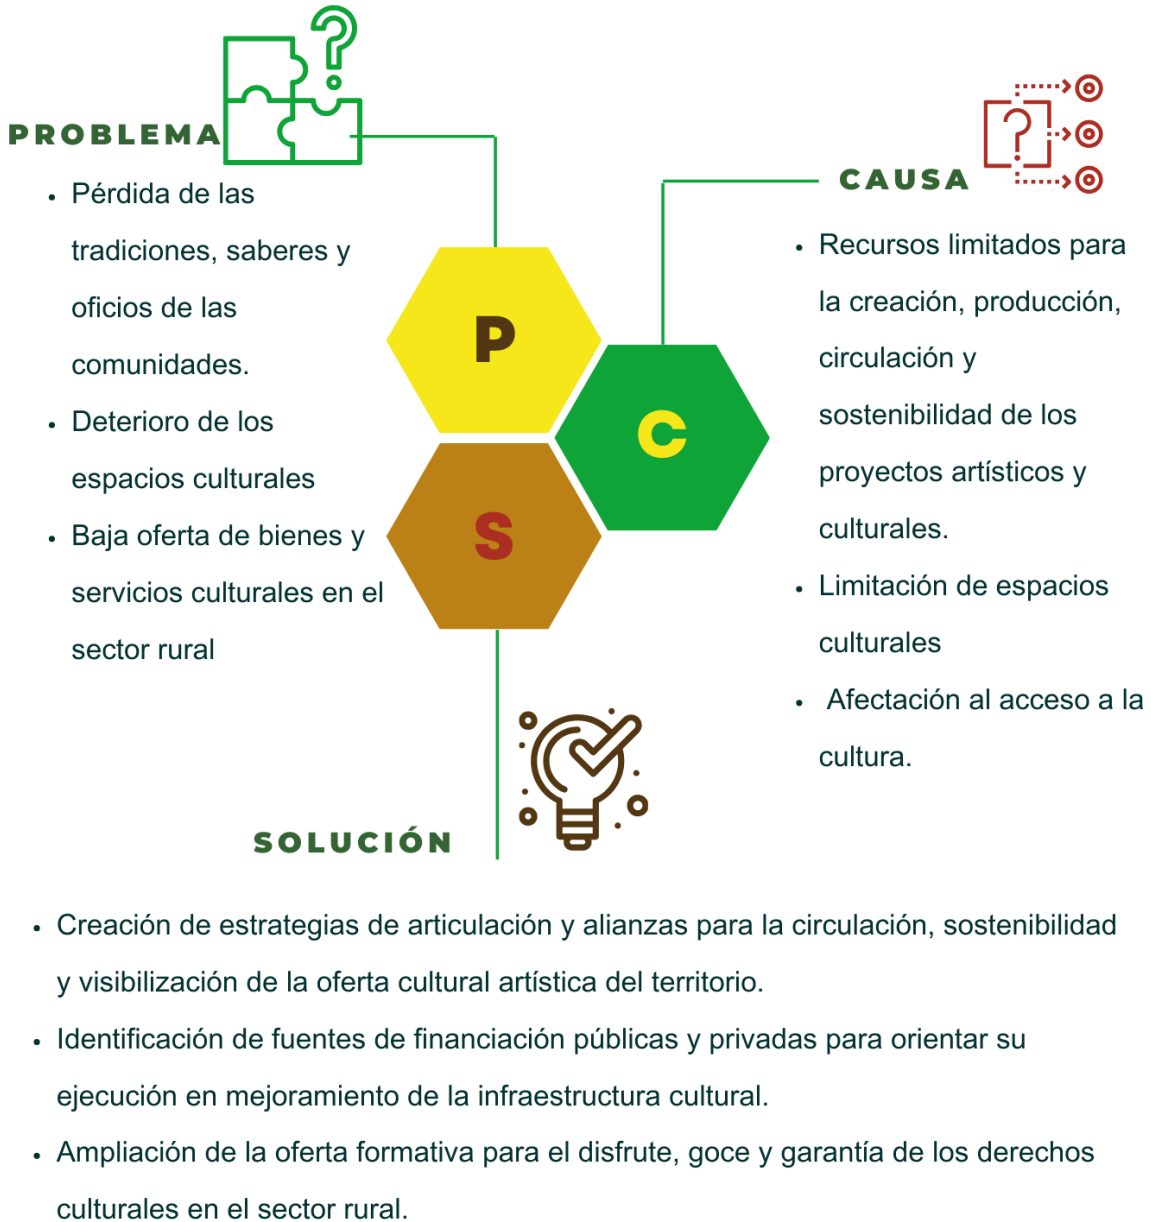 PROBLEMA
• Pérdida de las
tradiciones, saberes y
oficios de las
comunidades.
• Deterioro de los
espacios culturales
• Baja oferta de bienes y
servicios culturales en el
sector rural
P
C
S
CAUSA
• Recursos limitados para
la creación, producción,
circulación y
sostenibilidad de los
proyectos artísticos y
culturales.
• Limitación de espacios
culturales
• Afectación al acceso a la
cultura.
SOLUCIÓN
• Creación de estrategias de articulación y alianzas para la circulación, sostenibilidad
y visibilización de la oferta cultural artística del territorio.
• Identificación de fuentes de financiación públicas y privadas para orientar su
ejecución en mejoramiento de la infraestructura cultural.
• Ampliación de la oferta formativa para el disfrute, goce y garantía de los derechos
culturales en el sector rural.